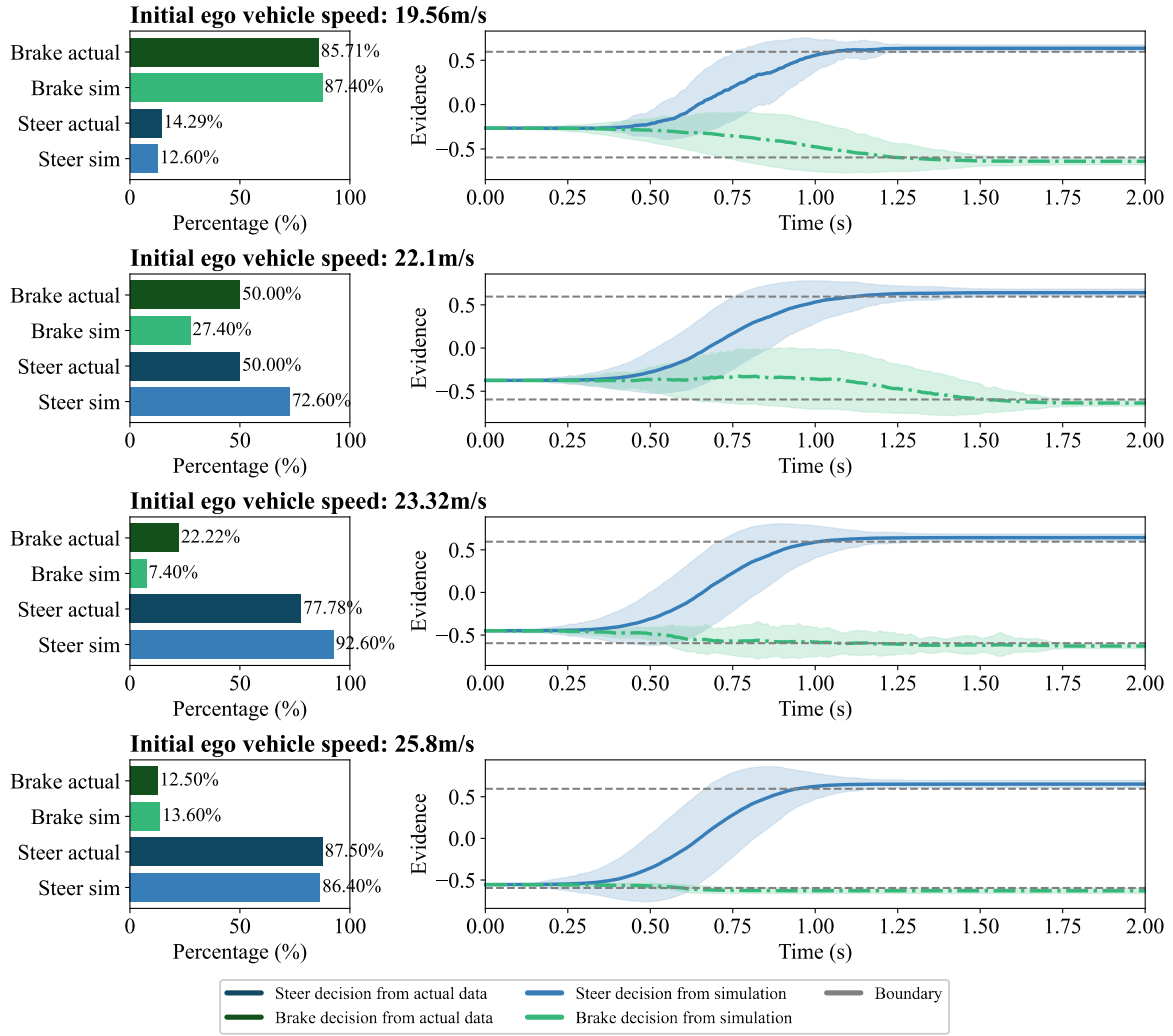 Initial ego vehicle speed: 19.56m/s
Brake actual
85.71%
Brake sim
87.40%
Steer actual
14.29%
Steer sim
12.60%
0
50
100
Percentage (%)
Evidence
0.5
0.0
−0.5
0.00
0.25
0.50
0.75
1.00
1.25
1.50
1.75
2.00
Time (s)
Initial ego vehicle speed: 22.1m/s
Brake actual
50.00%
Brake sim
27.40%
Steer actual
50.00%
Steer sim
72.60%
0
50
100
Percentage (%)
Evidence
0.5
0.0
−0.5
0.00
0.25
0.50
0.75
1.00
1.25
1.50
1.75
2.00
Time (s)
Initial ego vehicle speed: 23.32m/s
Brake actual
22.22%
Brake sim
7.40%
Steer actual
77.78%
Steer sim
92.60%
0
50
100
Percentage (%)
Evidence
0.5
0.0
−0.5
0.00
0.25
0.50
0.75
1.00
1.25
1.50
1.75
2.00
Time (s)
Initial ego vehicle speed: 25.8m/s
Brake actual
12.50%
Brake sim
13.60%
Steer actual
87.50%
Steer sim
86.40%
0
50
100
Percentage (%)
Evidence
0.5
0.0
−0.5
0.00
0.25
0.50
0.75
1.00
1.25
1.50
1.75
2.00
Time (s)
Steer decision from actual data
Steer decision from simulation
Boundary
Brake decision from actual data
Brake decision from simulation